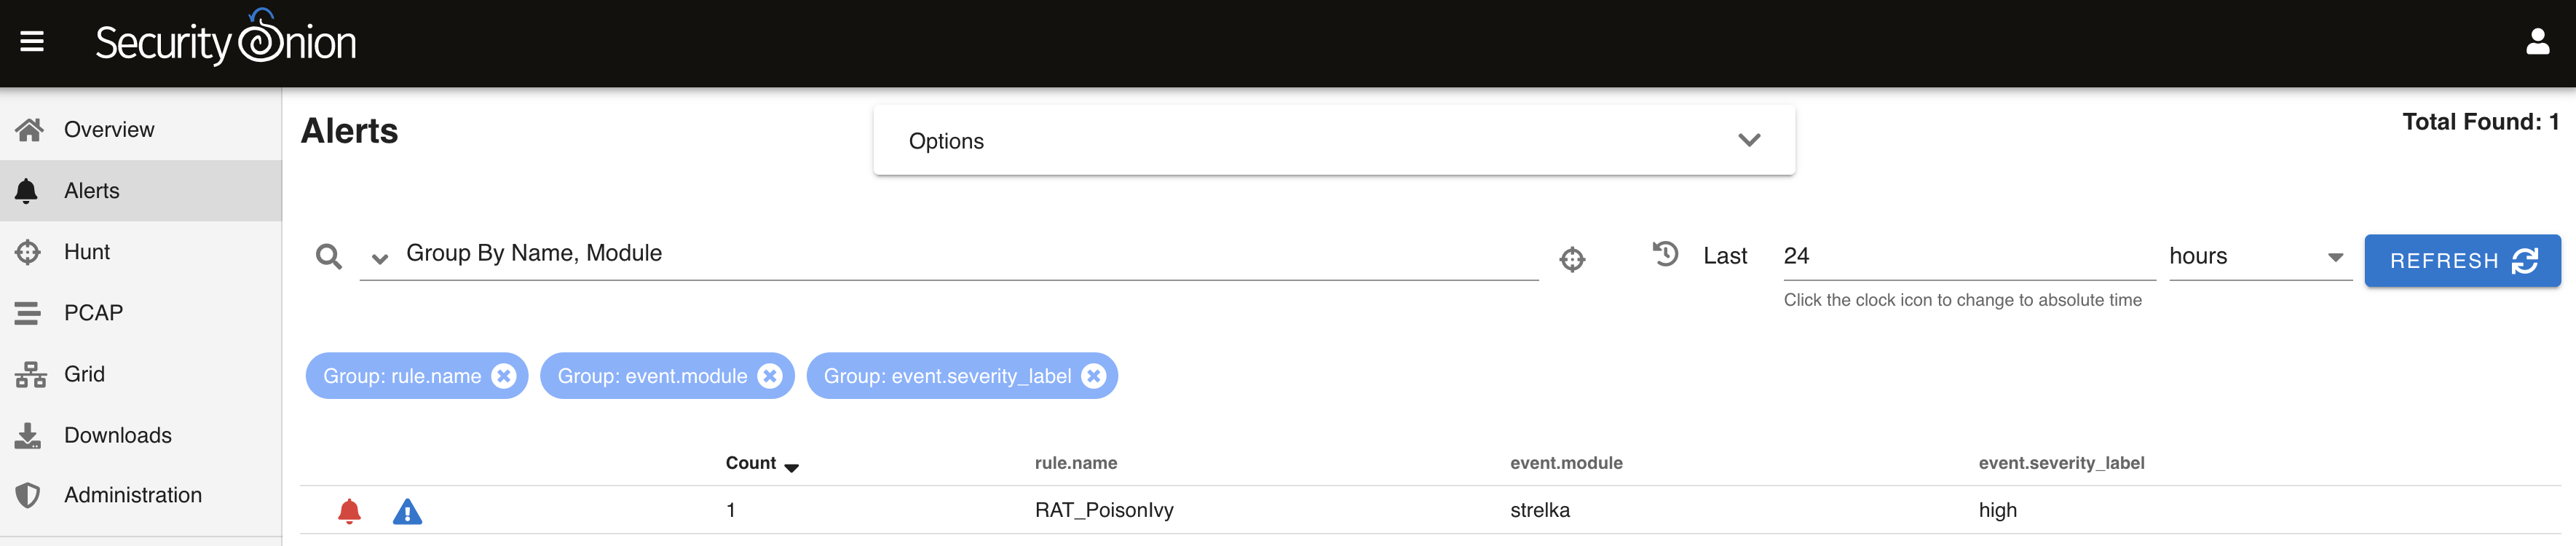 Security Onion
Overview
Alerts
Hunt
PCAP
Grid
Downloads
Administration
Alerts
Options
Total Found: 1
Group By Name, Module
Last 24 hours
REFRESH
Click the clock icon to change to absolute time
Group: rule.name Group: event.module Group: event.severity_label
Count rule.name event.module event.severity_label
1 RAT_PoisonIvy strelka high